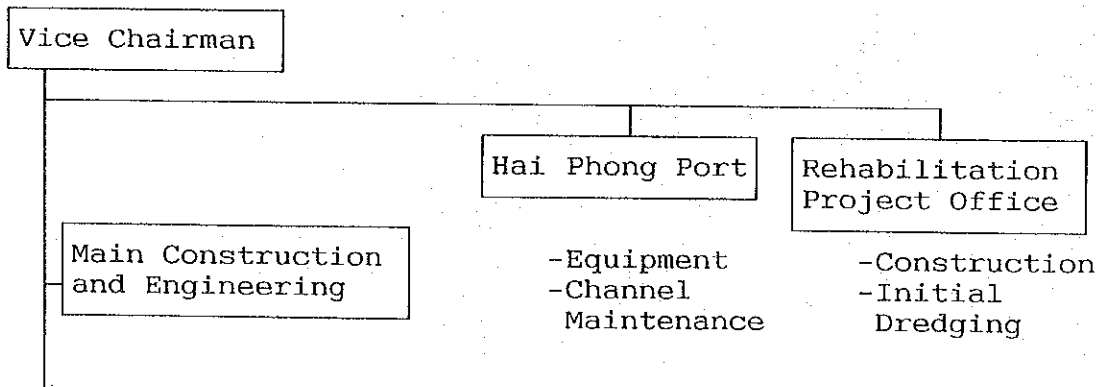 Vice Chairman
Hai Phong Port
Rehabilitation
Project Office
Main Construction
and Engineering
-Equipment
-Channel
Maintenance
-Construction
-Initial
Dredging